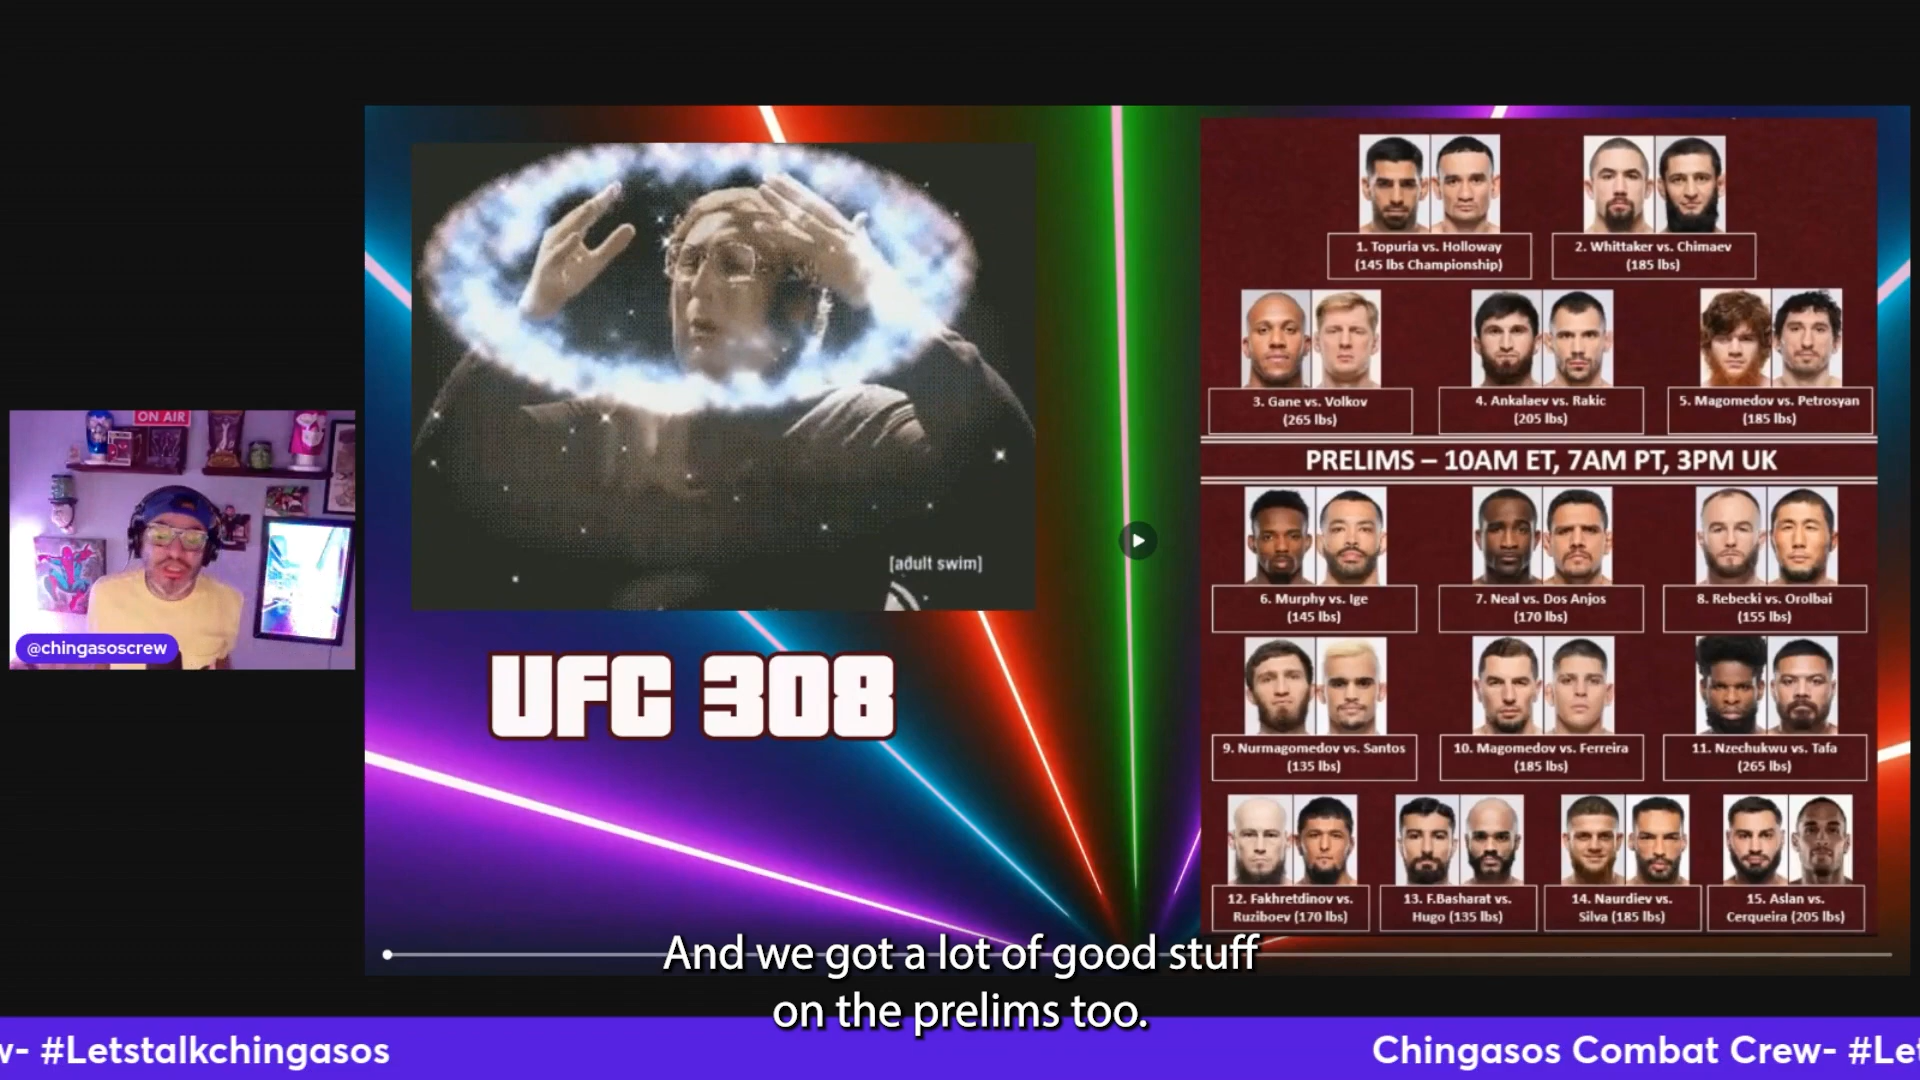 1. Topuria vs. Holloway
(145 lbs Championship)
2. Whittaker vs. Chimaev
(185 lbs)
3. Gane vs. Volkov
(265 lbs)
4. Ankalaev vs. Rakic
(205 lbs)
5. Magomedov vs. Petrosyan
(185 lbs)
ON AIR
PRELIMS – 10AM ET, 7AM PT, 3PM UK
[adult swim]
6. Murphy vs. Ige
(145 lbs)
7. Neal vs. Dos Anjos
(170 lbs)
8. Rebecki vs. Orolbai
(155 lbs)
@chingasoscrew
UFC 308
9. Nurmagomedov vs. Santos
(135 lbs)
10. Magomedov vs. Ferreira
(185 lbs)
11. Nzechukwu vs. Tafa
(265 lbs)
12. Fakhretdinov vs.
Ruziboev (170 lbs)
13. F.Basharat vs.
Hugo (135 lbs)
14. Naurdiev vs.
Silva (185 lbs)
15. Aslan vs.
Cerqueira (205 lbs)
And we got a lot of good stuff
on the prelims too.
w- #Letstalkchingasos
Chingasos Combat Crew- #Let